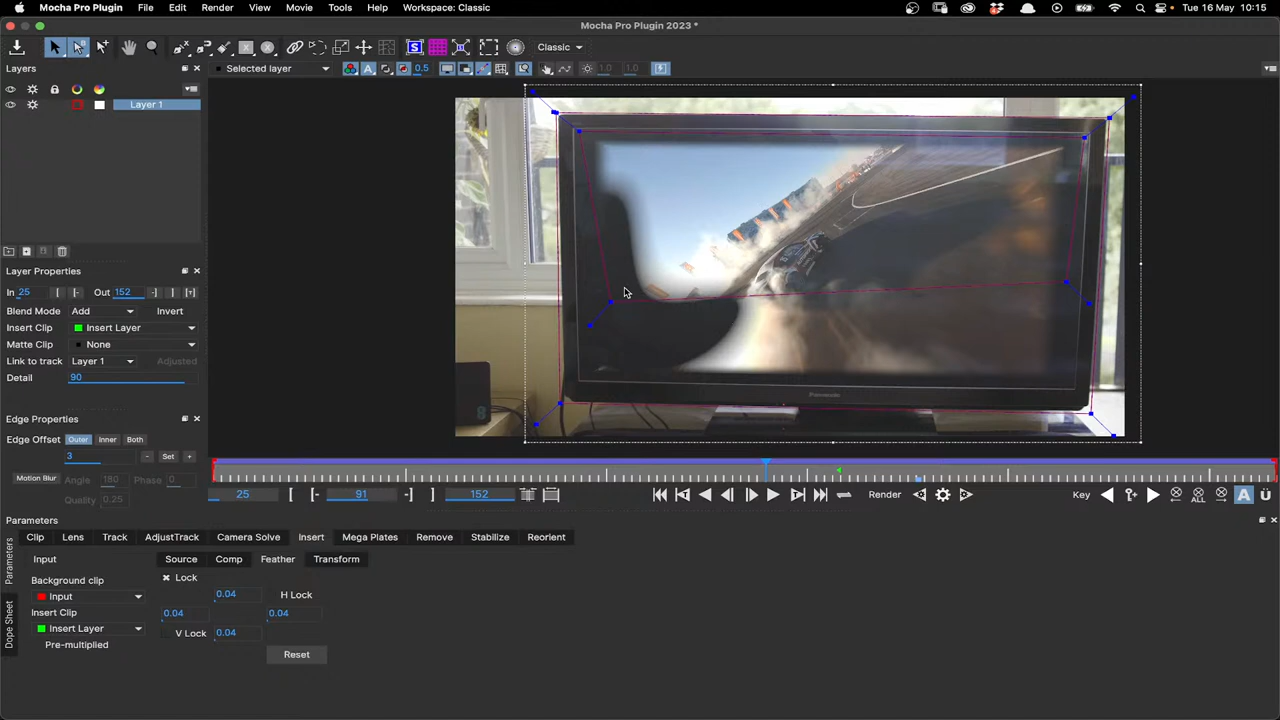 Mocha Pro Plugin File Edit Render View Movie Tools Help Workspace: Classic Tue 16 May 10:15
Mocha Pro Plugin 2023 *
S Classic
Layers Selected layer A 0.5 1.0 1.0
Layer 1
Layer Properties
In 25 Out 152
Blend Mode Add Invert
Insert Clip Insert Layer
Matte Clip None
Link to track Layer 1 Adjusted
Detail 90
Panasonic
8
Edge Properties
Edge Offset Outer Inner Both
3 - Set +
Motion Blur Angle 180 Phase 0
Quality 0.25
25 91 152 Render Key ALL A Ü
Parameters
Clip Lens Track AdjustTrack Camera Solve Insert Mega Plates Remove Stabilize Reorient
Input Source Comp Feather Transform
Background clip Lock
Input 0.04 H Lock
Insert Clip 0.04 0.04
Insert Layer V Lock 0.04
Pre-multiplied Reset
Parameters
Dope Sheet